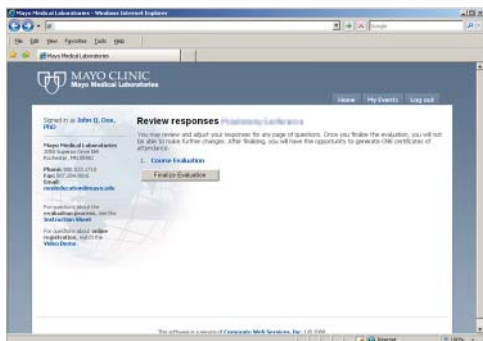 Mayo Medical Laboratories - Windows Internet Explorer
File Edit View Favorites Tools Help
Mayo Medical Laboratories
MAYO CLINIC
Mayo Medical Laboratories
Home My Events Log out
Signed in as John Q. Doe, PhD
Review responses
You may review and adjust your responses for any page of questions. Once you finalize the evaluation, you will not
be able to make further changes. After finalizing, you will have the opportunity to generate CME certificates of
attendance.
1. Course Evaluation
Finalize Evaluation
Mayo Medical Laboratories
Rochester, MN
Phone:
Fax:
Email:
For questions about the
evaluation process, see the
Instruction Sheet
For questions about online
registration, watch the
Video Demo
This software is a service of Corporate Web Services, Inc.
Internet